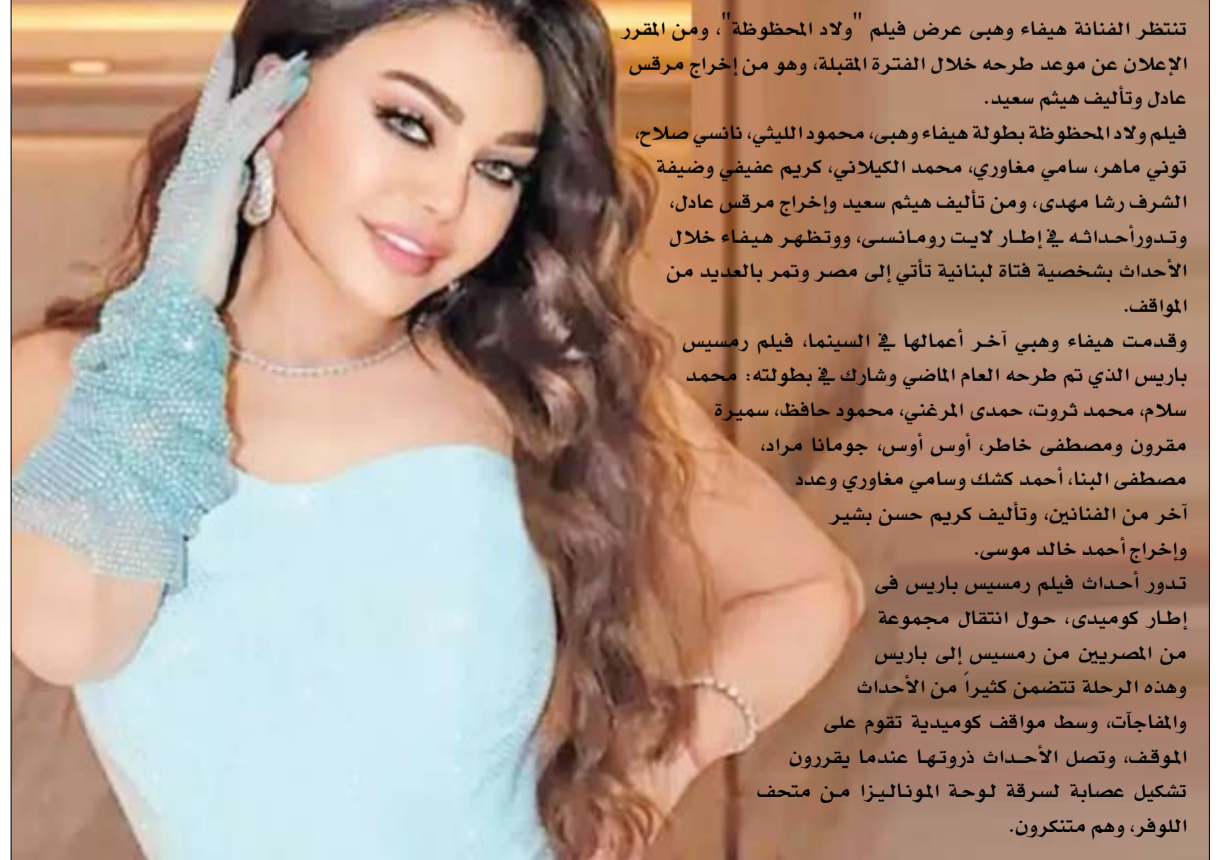 تنتظر الفنانة هيفاء وهبى عرض فيلم "ولاد المحظوظة"، ومن المقرر
الإعلان عن موعد طرحه خلال الفترة المقبلة، وهو من إخراج مرقس
عادل وتأليف هيثم سعيد.
فيلم ولاد المحظوظة بطولة هيفاء وهبى، محمود الليثي، نانسي صلاح،
توني ماهر، سامي مغاوري، محمد الكيلاني، كريم عفيفي وضيفة
الشرف رشا مهدى، ومن تأليف هيثم سعيد وإخراج مرقس عادل،
وتدورأحداثه في إطار لايت رومانسى، ووتظهر هيفاء خلال
الأحداث بشخصية فتاة لبنانية تأتي إلى مصر وتمر بالعديد من
المواقف.
وقدمت هيفاء وهبي آخر أعمالها في السينما، فيلم رمسيس
باريس الذي تم طرحه العام الماضي وشارك في بطولته: محمد
سلام، محمد ثروت، حمدى المرغني، محمود حافظ، سميرة
مقرون ومصطفى خاطر، أوس أوس، جومانا مراد،
مصطفى البنا، أحمد كشك وسامي مغاوري وعدد
آخر من الفنانين، وتأليف كريم حسن بشير
وإخراج أحمد خالد موسى.
تدور أحداث فيلم رمسيس باريس فى
إطار كوميدى، حول انتقال مجموعة
من المصريين من رمسيس إلى باريس
وهذه الرحلة تتضمن كثيراً من الأحداث
والمفاجآت، وسط مواقف كوميدية تقوم على
الموقف، وتصل الأحداث ذروتها عندما يقررون
تشكيل عصابة لسرقة لوحة الموناليزا من متحف
اللوفر، وهم متنكرون.